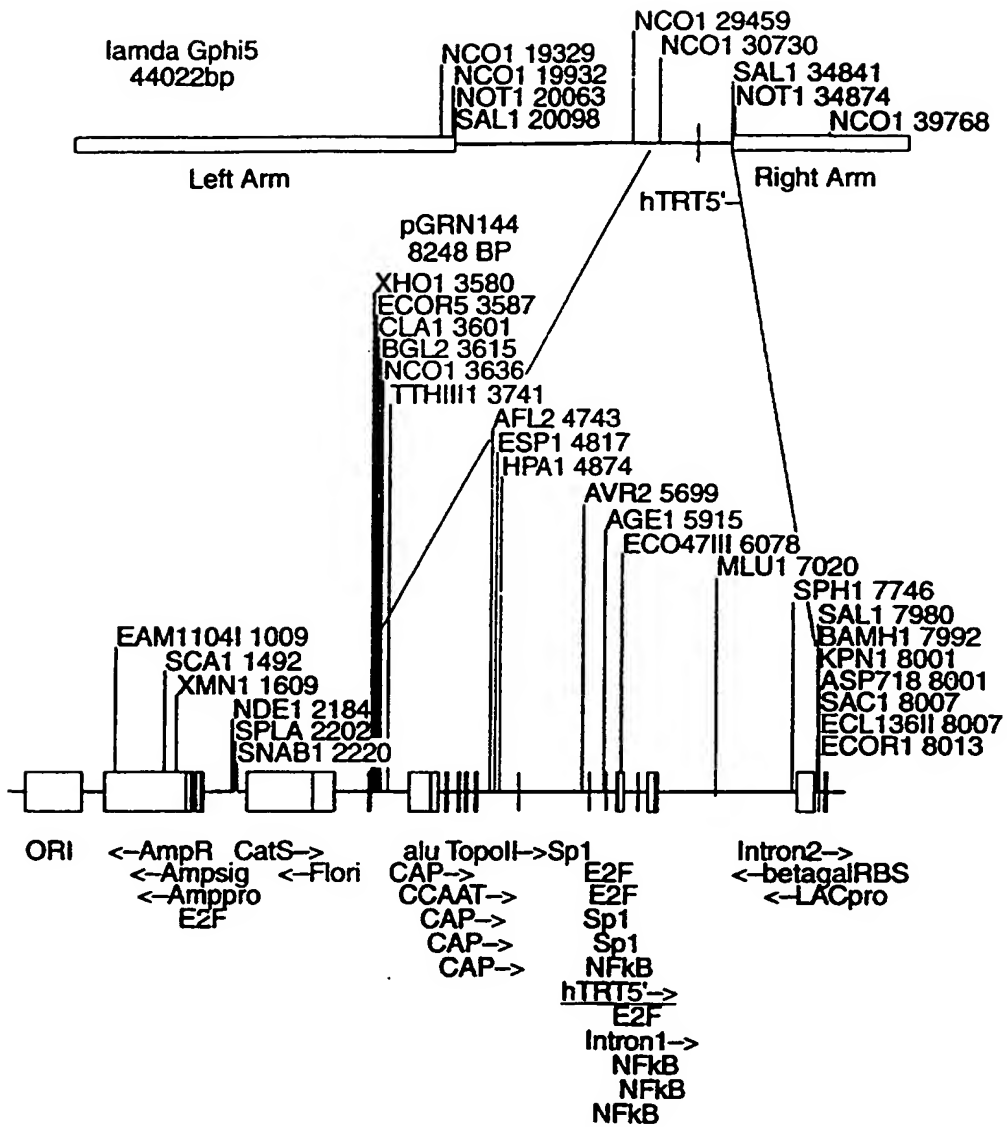 lamda Gphi5
44022bp
NCO1 19329
NCO1 19932
NOT1 20063
SAL1 20098
NCO1 29459
NCO1 30730
SAL1 34841
NOT1 34874
NCO1 39768
Left Arm
Right Arm
hTRT5'
pGRN144
8248 BP
XHO1 3580
ECOR5 3587
CLA1 3601
BGL2 3615
NCO1 3636
TTHIII1 3741
AFL2 4743
ESP1 4817
HPA1 4874
AVR2 5699
AGE1 5915
ECO47III 6078
MLU1 7020
SPH1 7746
SAL1 7980
BAMH1 7992
KPN1 8001
ASP718 8001
SAC1 8007
ECL136II 8007
ECOR1 8013
EAM1104I 1009
SCA1 1492
XMN1 1609
NDE1 2184
SPLA 2202
SNAB1 2220
ORI
<-AmpR
<-Ampsig
<-Amppro
E2F
CatS->
<-Flori
alu TopoII->Sp1
CAP->
CCAAT->
CAP->
CAP->
CAP->
E2F
E2F
Sp1
Sp1
NFkB
hTRT5'->
E2F
Intron1->
NFkB
NFkB
NFkB
Intron2->
<-betagalRBS
<-LACpro